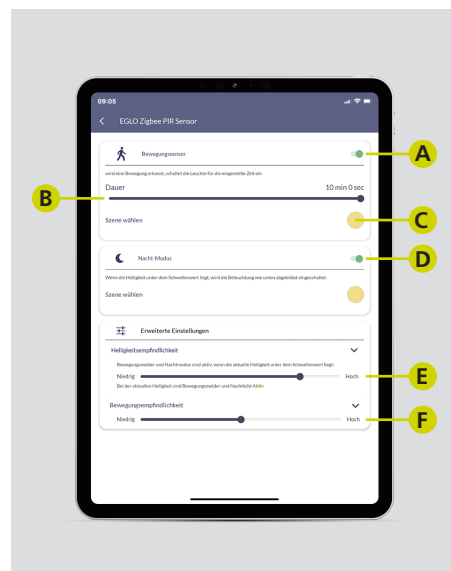 09:05
EGLO Zigbee PIR Sensor
Bewegungssensor
A
wird eine Bewegung erkannt, schaltet die Leuchte für die eingestellte Zeit ein
Dauer
10 min 0 sec
B
Szene wählen
C
Nacht-Modus
D
Wenn die Helligkeit unter dem Schwellenwert liegt, wird die Beleuchtung wie unten abgebildet eingeschaltet.
Szene wählen
Erweiterte Einstellungen
Helligkeitsempfindlichkeit
Bewegungsmelder und Nachtmodus sind aktiv, wenn die aktuelle Helligkeit unter dem Schwellenwert liegt.
Niedrig
Hoch
E
Bei der aktuellen Helligkeit sind Bewegungsmelder und Nachtlicht Aktiv
Bewegungsempfindlichkeit
Niedrig
Hoch
F